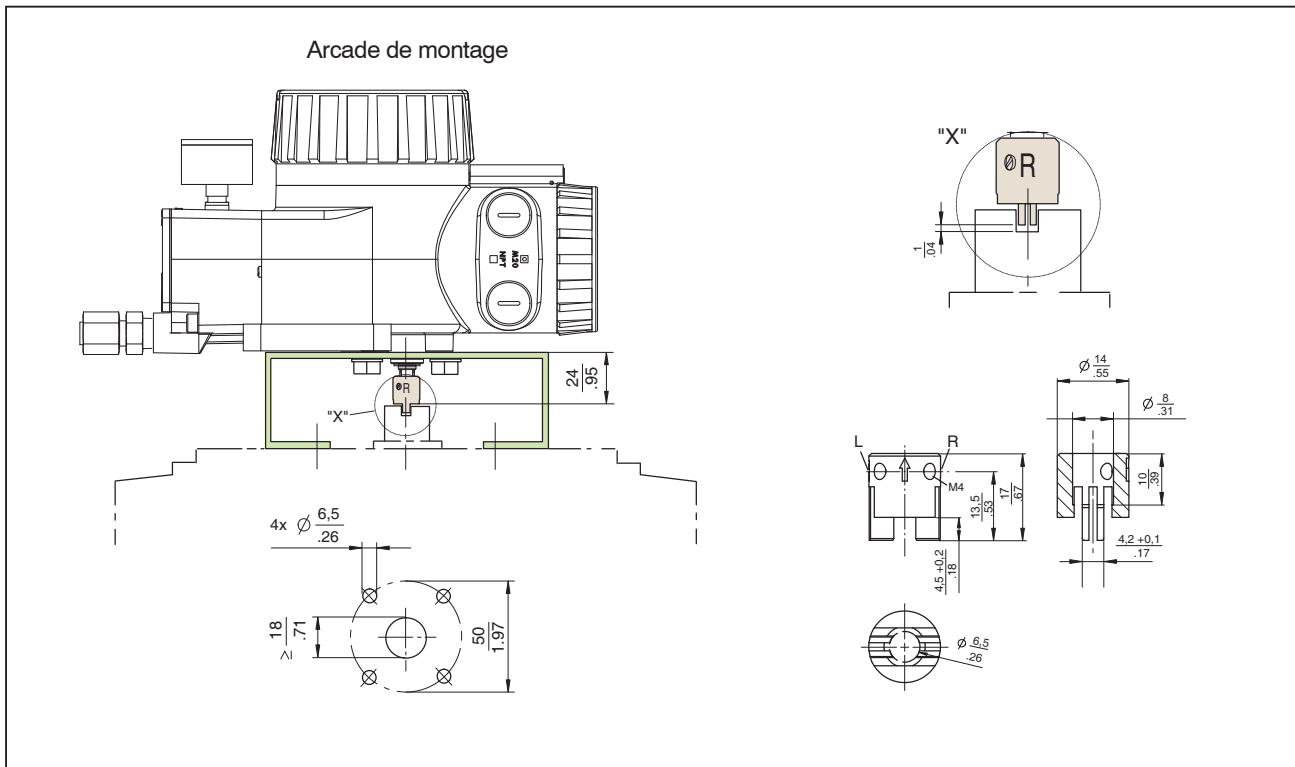 Arcade de montage
"X"
R
1
.04
M20
NPT
24
.95
R
"X"
Ø 14
.55
Ø 8
.31
L
R
M4
13,5
.53
17
.67
10
.39
4,5 +0,2
.18
4,2 +0,1
.17
4x Ø 6,5
.26
≥ 18
.71
50
1.97
Ø 6,5
.26